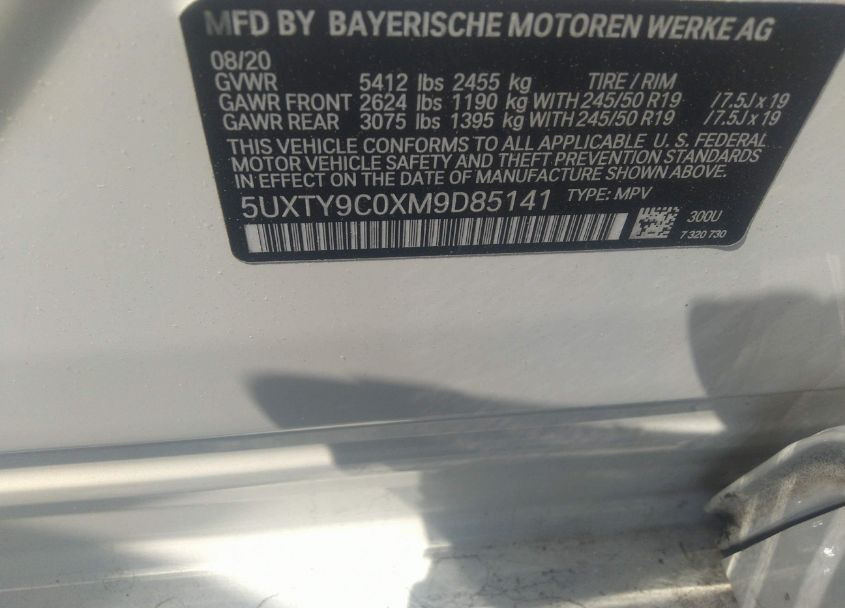 MFD BY BAYERISCHE MOTOREN WERKE AG
08/20
GVWR 5412 lbs 2455 kg TIRE / RIM
GAWR FRONT 2624 lbs 1190 kg WITH 245/50 R19 /7.5J x 19
GAWR REAR 3075 lbs 1395 kg WITH 245/50 R19 /7.5J x 19
THIS VEHICLE CONFORMS TO ALL APPLICABLE U. S. FEDERAL
MOTOR VEHICLE SAFETY AND THEFT PREVENTION STANDARDS
IN EFFECT ON THE DATE OF MANUFACTURE SHOWN ABOVE.
5UXTY9C0XM9D85141 TYPE: MPV
300U
7 320 730